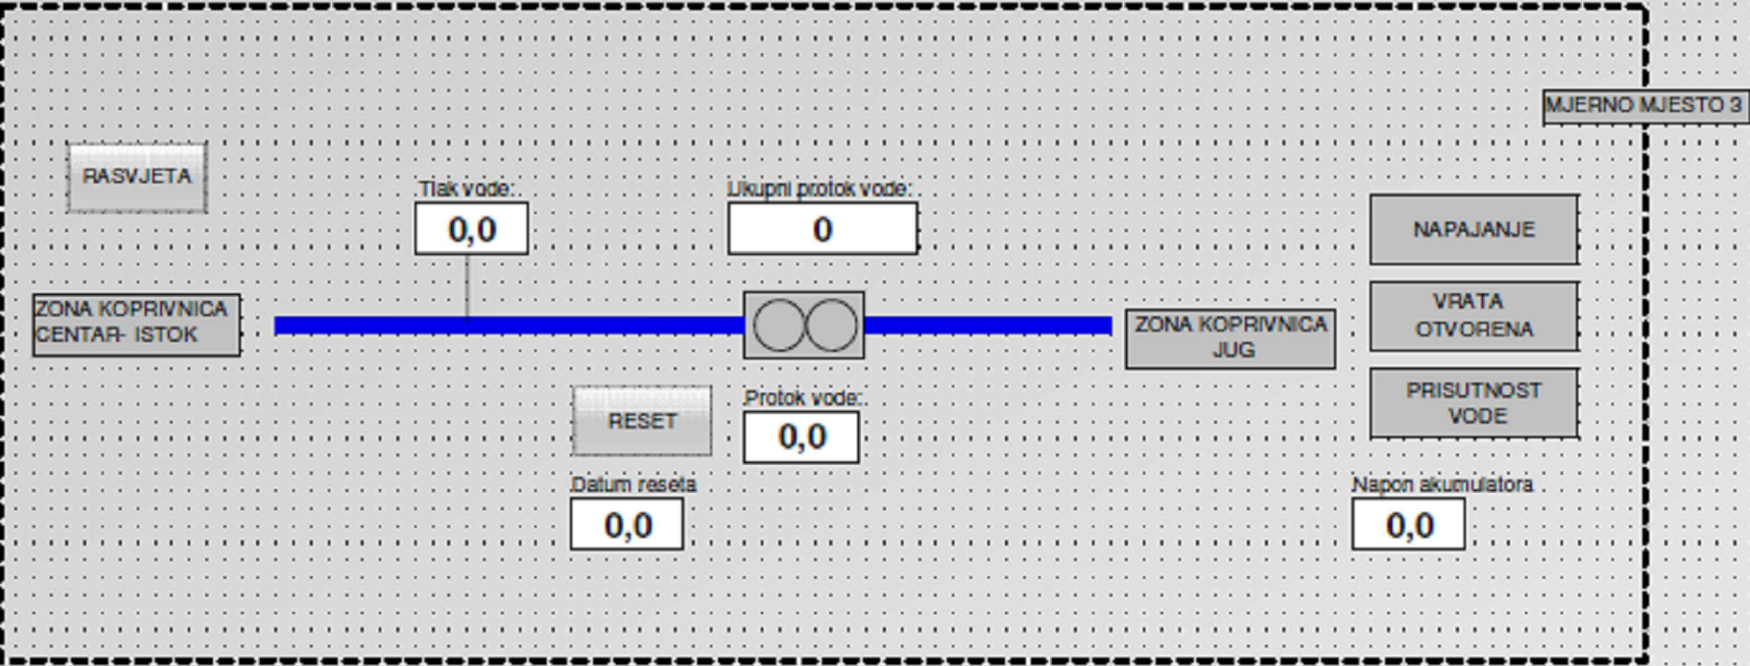 MJERNO MJESTO 3
RASVJETA
Tlak vode:
0,0
Ukupni protok vode:
0
NAPAJANJE
ZONA KOPRIVNICA
CENTAR- ISTOK
ZONA KOPRIVNICA
JUG
VRATA
OTVORENA
RESET
Protok vode:
0,0
PRISUTNOST
VODE
Datum reseta
0,0
Napon akumulatora
0,0